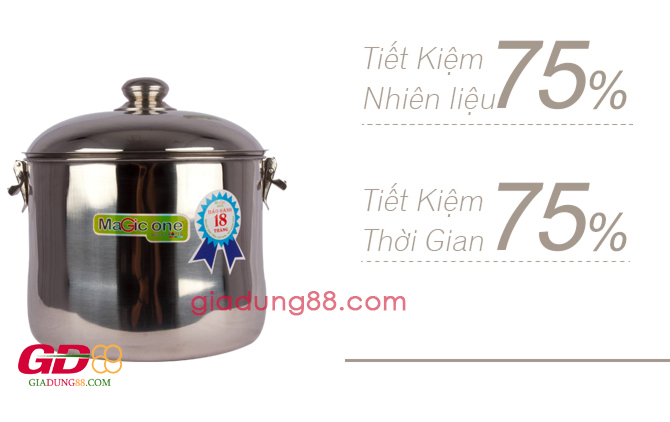 Tiết Kiệm
Nhiên liệu
75%
Tiết Kiệm
Thời Gian
75%
MaGic one
BẢO HÀNH
18
THÁNG
giadung88.com
GD88
GIADUNG88.COM